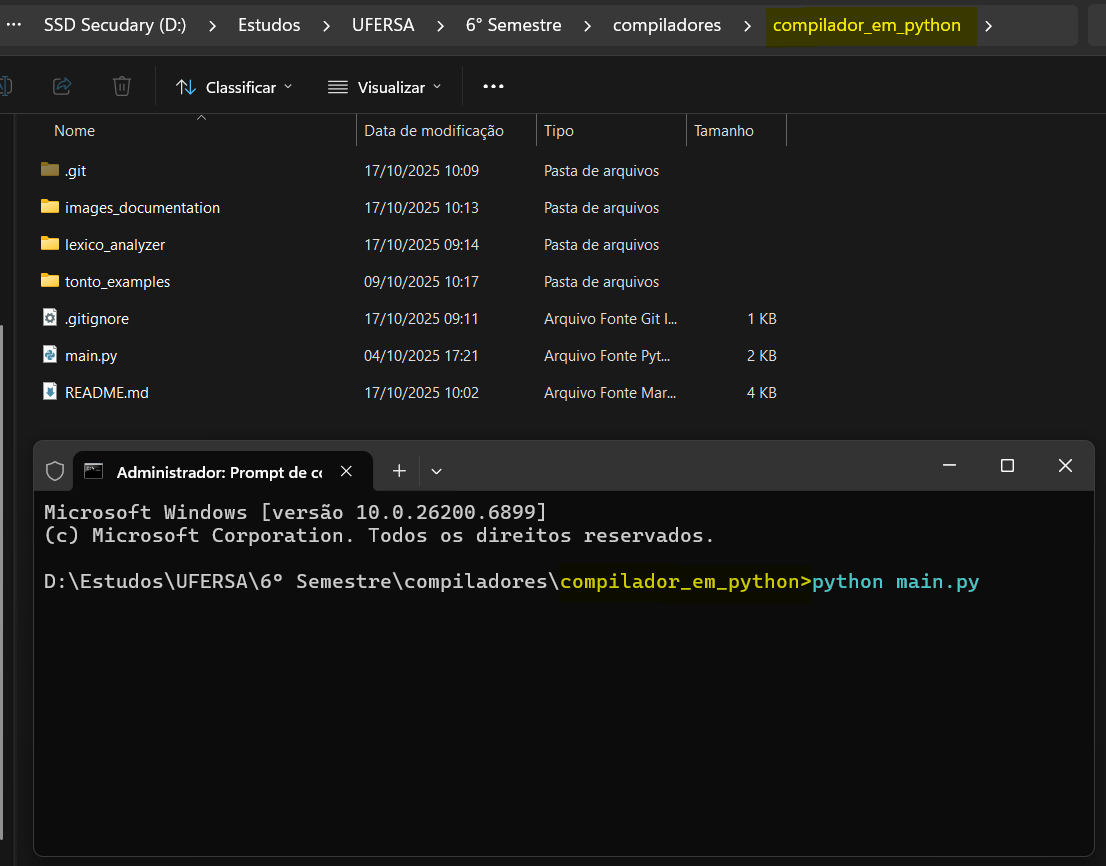 ··· SSD Secudary (D:) > Estudos > UFERSA > 6° Semestre > compiladores > compilador_em_python >
Classificar Visualizar ···
Nome Data de modificação Tipo Tamanho
.git 17/10/2025 10:09 Pasta de arquivos
images_documentation 17/10/2025 10:13 Pasta de arquivos
lexico_analyzer 17/10/2025 09:14 Pasta de arquivos
tonto_examples 09/10/2025 10:17 Pasta de arquivos
.gitignore 17/10/2025 09:11 Arquivo Fonte Git I... 1 KB
main.py 04/10/2025 17:21 Arquivo Fonte Pyt... 2 KB
README.md 17/10/2025 10:02 Arquivo Fonte Mar... 4 KB
Administrador: Prompt de co
Microsoft Windows [versão 10.0.26200.6899]
(c) Microsoft Corporation. Todos os direitos reservados.
D:\Estudos\UFERSA\6° Semestre\compiladores\compilador_em_python>python main.py